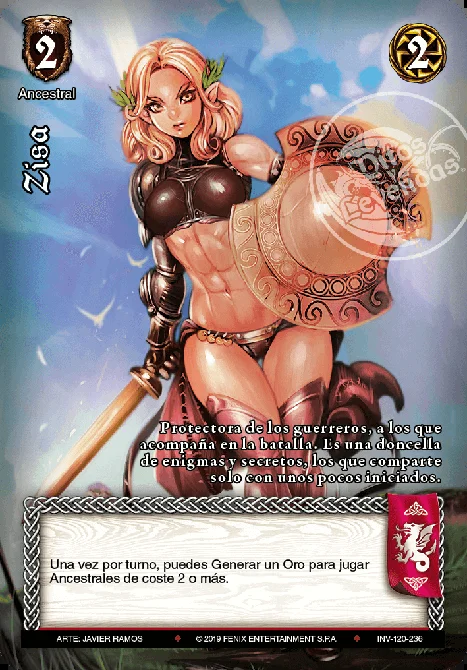 2
2
Ancestral
Zisa
Mitos
Leyendas
Protectora de los guerreros, a los que
acompaña en la batalla. Es una doncella
de enigmas y secretos, los que comparte
solo con unos pocos iniciados.
Una vez por turno, puedes Generar un Oro para jugar
Ancestrales de coste 2 o más.
ARTE: JAVIER RAMOS ♦ © 2019 FENIX ENTERTAINMENT S.P.A. ♦ INV-120-236